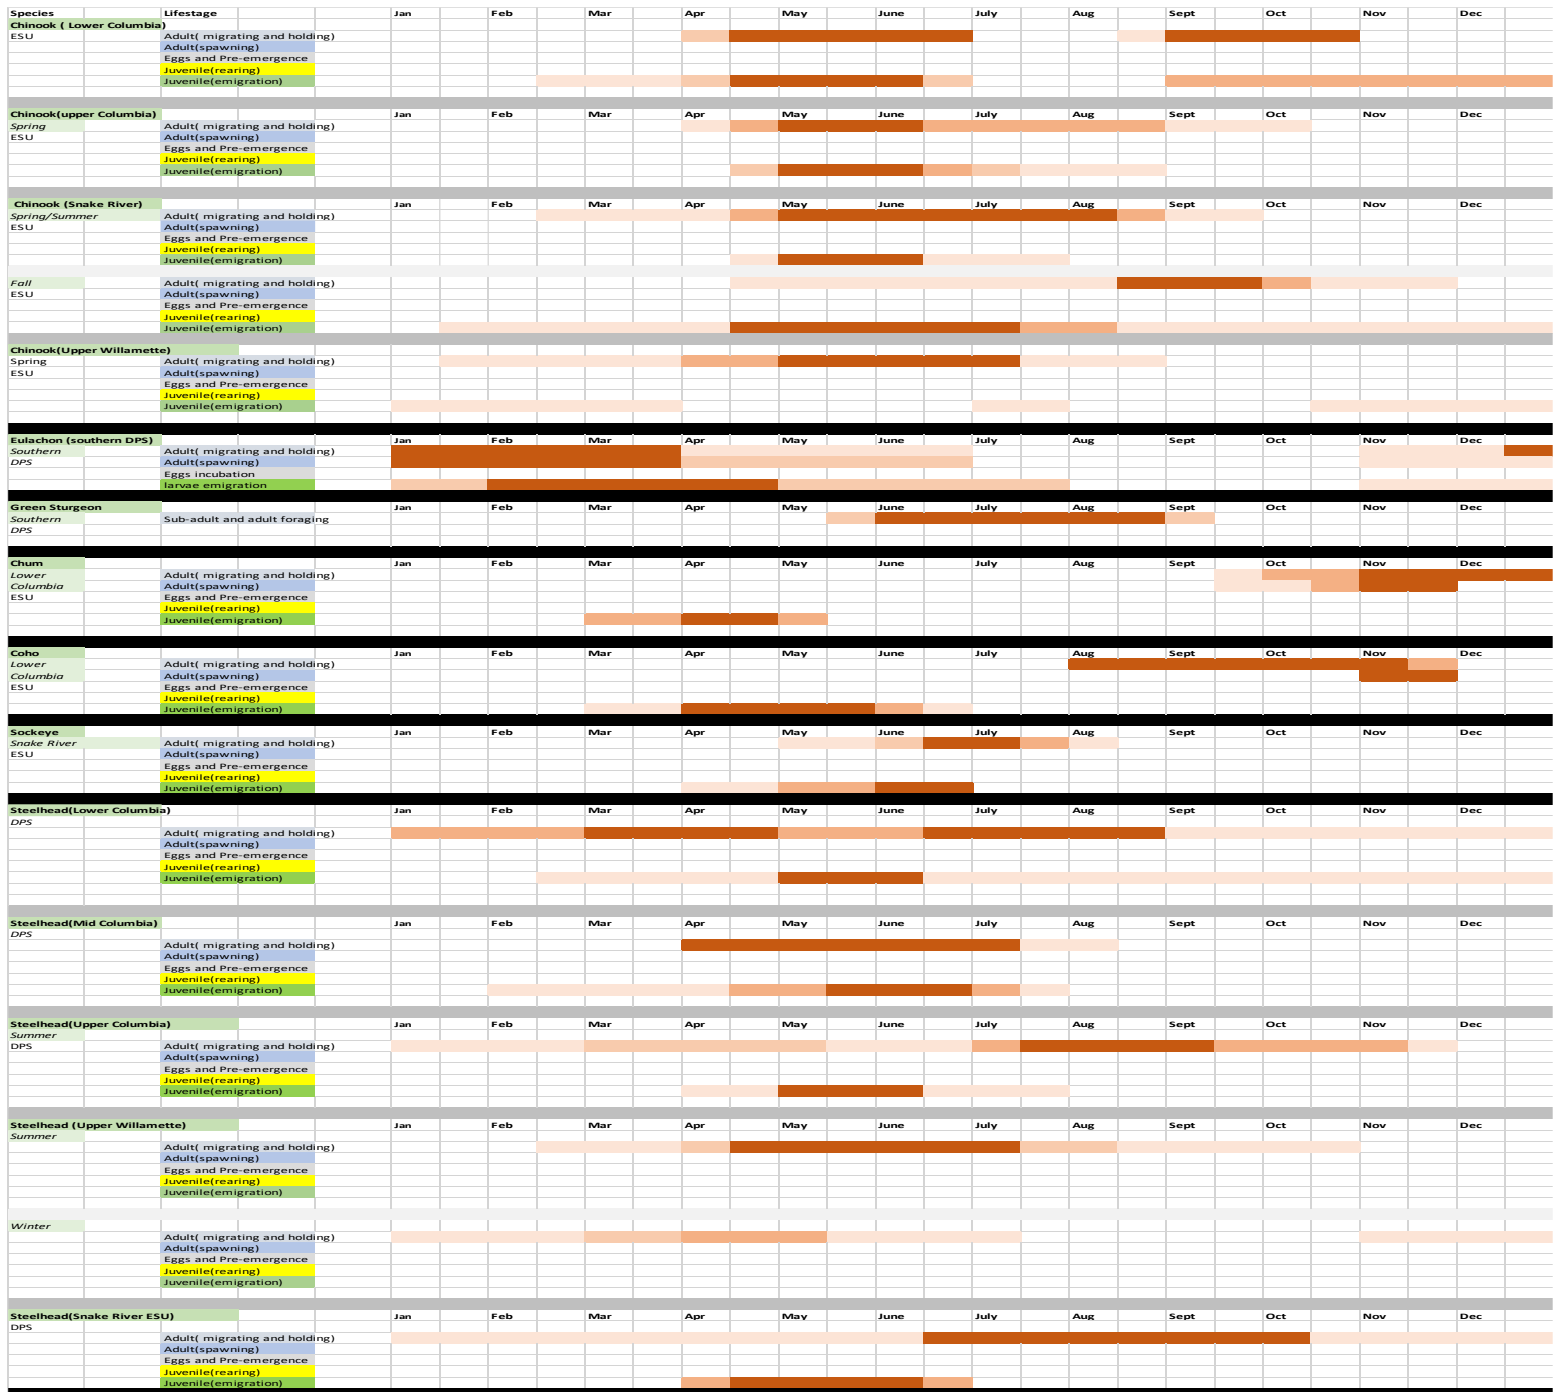 Species Lifestage Jan Feb Mar Apr May June July Aug Sept Oct Nov Dec
Chinook ( Lower Columbia)
ESU Adult( migrating and holding)
Adult(spawning)
Eggs and Pre-emergence
Juvenile(rearing)
Juvenile(emigration)
Chinook(upper Columbia) Jan Feb Mar Apr May June July Aug Sept Oct Nov Dec
Spring Adult( migrating and holding)
ESU Adult(spawning)
Eggs and Pre-emergence
Juvenile(rearing)
Juvenile(emigration)
Chinook (Snake River) Jan Feb Mar Apr May June July Aug Sept Oct Nov Dec
Spring/Summer Adult( migrating and holding)
ESU Adult(spawning)
Eggs and Pre-emergence
Juvenile(rearing)
Juvenile(emigration)
Fall Adult( migrating and holding)
ESU Adult(spawning)
Eggs and Pre-emergence
Juvenile(rearing)
Juvenile(emigration)
Chinook(Upper Willamette)
Spring Adult( migrating and holding)
ESU Adult(spawning)
Eggs and Pre-emergence
Juvenile(rearing)
Juvenile(emigration)
Eulachon (southern DPS) Jan Feb Mar Apr May June July Aug Sept Oct Nov Dec
Southern Adult( migrating and holding)
DPS Adult(spawning)
Eggs incubation
larvae emigration
Green Sturgeon Jan Feb Mar Apr May June July Aug Sept Oct Nov Dec
Southern Sub-adult and adult foraging
DPS
Chum Jan Feb Mar Apr May June July Aug Sept Oct Nov Dec
Lower Adult( migrating and holding)
Columbia Adult(spawning)
ESU Eggs and Pre-emergence
Juvenile(rearing)
Juvenile(emigration)
Coho Jan Feb Mar Apr May June July Aug Sept Oct Nov Dec
Lower Adult( migrating and holding)
Columbia Adult(spawning)
ESU Eggs and Pre-emergence
Juvenile(rearing)
Juvenile(emigration)
Sockeye Jan Feb Mar Apr May June July Aug Sept Oct Nov Dec
Snake River Adult( migrating and holding)
ESU Adult(spawning)
Eggs and Pre-emergence
Juvenile(rearing)
Juvenile(emigration)
Steelhead(Lower Columbia) Jan Feb Mar Apr May June July Aug Sept Oct Nov Dec
DPS
Adult( migrating and holding)
Adult(spawning)
Eggs and Pre-emergence
Juvenile(rearing)
Juvenile(emigration)
Steelhead(Mid Columbia) Jan Feb Mar Apr May June July Aug Sept Oct Nov Dec
DPS
Adult( migrating and holding)
Adult(spawning)
Eggs and Pre-emergence
Juvenile(rearing)
Juvenile(emigration)
Steelhead(Upper Columbia) Jan Feb Mar Apr May June July Aug Sept Oct Nov Dec
Summer
DPS Adult( migrating and holding)
Adult(spawning)
Eggs and Pre-emergence
Juvenile(rearing)
Juvenile(emigration)
Steelhead (Upper Willamette) Jan Feb Mar Apr May June July Aug Sept Oct Nov Dec
Summer
Adult( migrating and holding)
Adult(spawning)
Eggs and Pre-emergence
Juvenile(rearing)
Juvenile(emigration)
Winter
Adult( migrating and holding)
Adult(spawning)
Eggs and Pre-emergence
Juvenile(rearing)
Juvenile(emigration)
Steelhead(Snake River ESU) Jan Feb Mar Apr May June July Aug Sept Oct Nov Dec
DPS
Adult( migrating and holding)
Adult(spawning)
Eggs and Pre-emergence
Juvenile(rearing)
Juvenile(emigration)